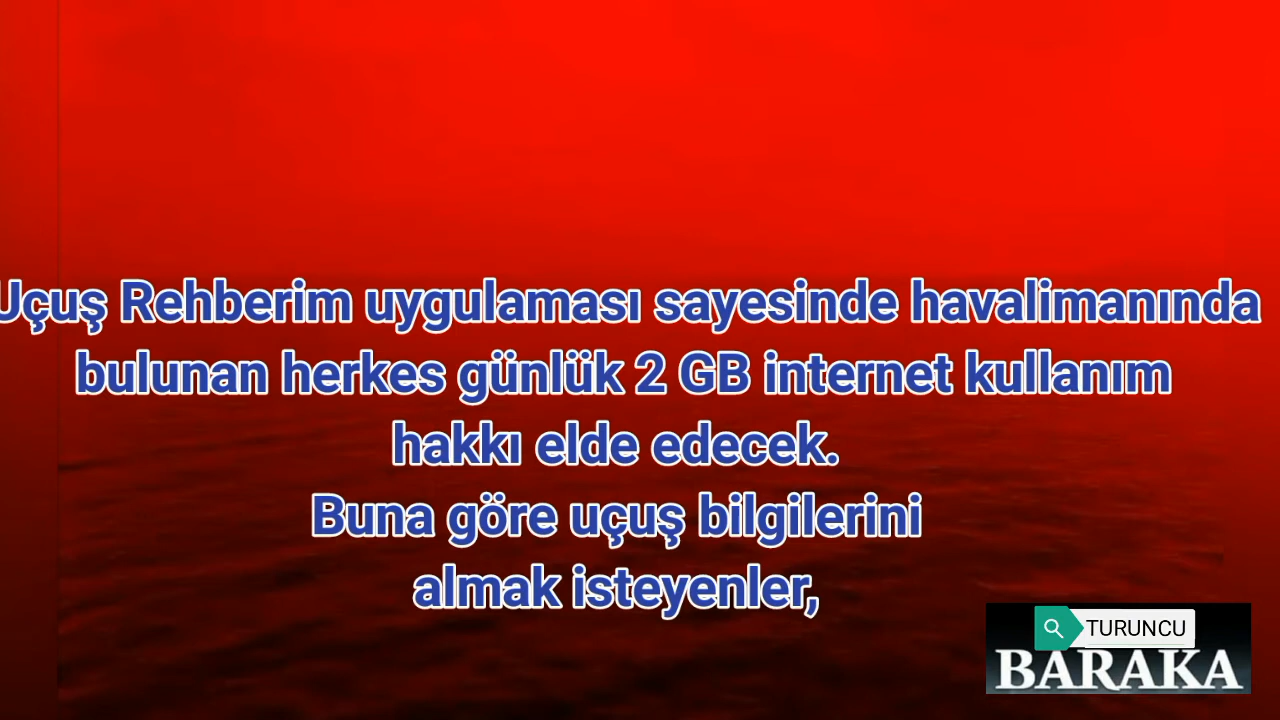 Uçuş Rehberim uygulaması sayesinde havalimanında
bulunan herkes günlük 2 GB internet kullanım
hakkı elde edecek.
Buna göre uçuş bilgilerini
almak isteyenler,
TURUNCU
BARAKA